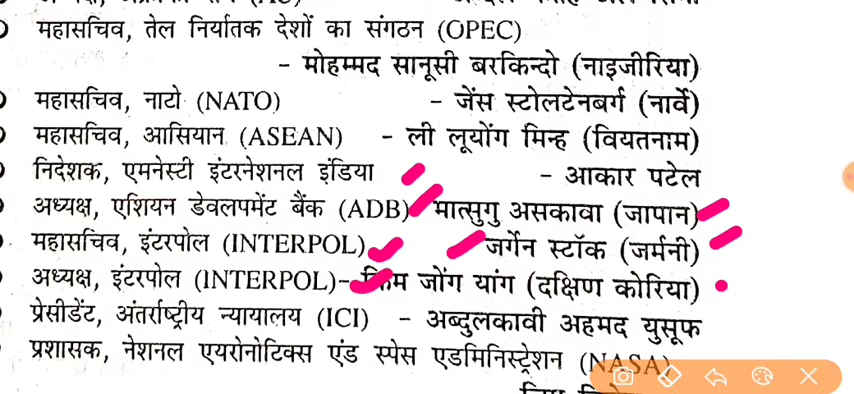 महासचिव, तेल निर्यातक देशों का संगठन (OPEC)
- मोहम्मद सानूसी बरकिन्दो (नाइजीरिया)
महासचिव, नाटो (NATO) - जेंस स्टोलटेनबर्ग (नार्वे)
महासचिव, आसियान (ASEAN) - ली लूयोंग मिन्ह (वियतनाम)
निदेशक, एमनेस्टी इंटरनेशनल इंडिया - आकार पटेल
अध्यक्ष, एशियन डेवलपमेंट बैंक (ADB) मात्सुगु असकावा (जापान)
महासचिव, इंटरपोल (INTERPOL) जर्गेन स्टॉक (जर्मनी)
अध्यक्ष, इंटरपोल (INTERPOL)- किम जोंग यांग (दक्षिण कोरिया)
प्रेसीडेंट, अंतर्राष्ट्रीय न्यायालय (ICI) - अब्दुलकावी अहमद युसूफ
प्रशासक, नेशनल एयरोनोटिक्स एंड स्पेस एडमिनिस्ट्रेशन (NASA)